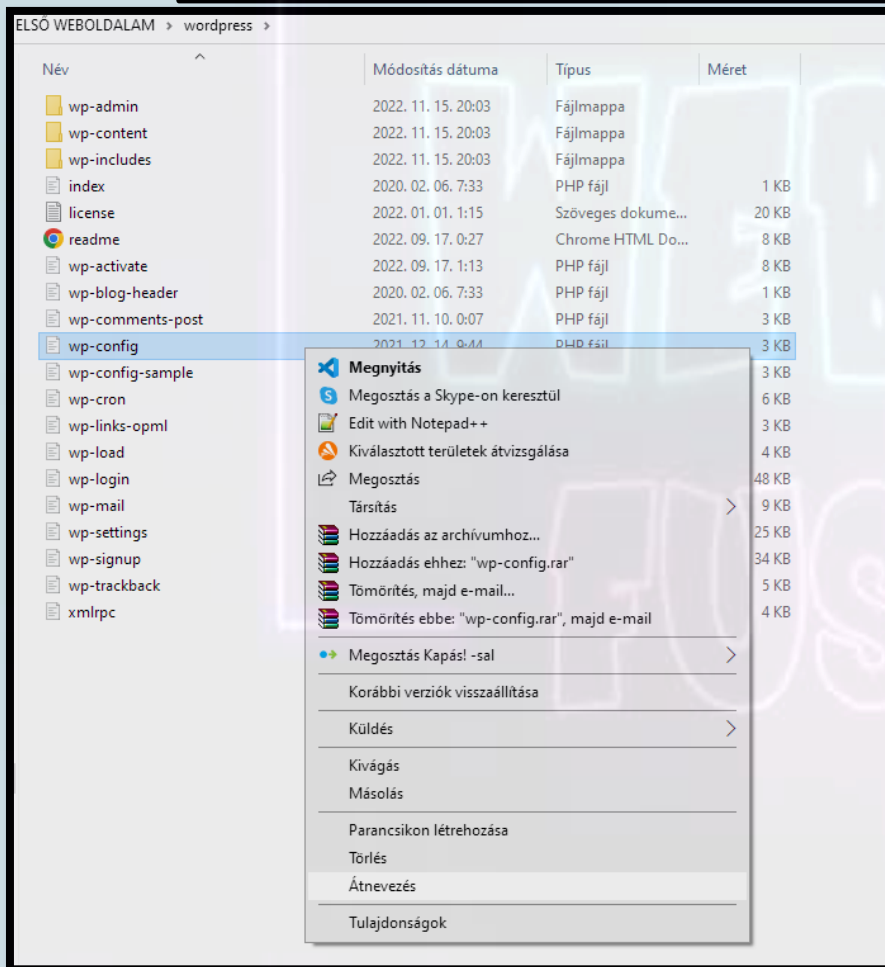 ELSŐ WEBOLDALAM > wordpress >
Név Módosítás dátuma Típus Méret
wp-admin 2022. 11. 15. 20:03 Fájlmappa
wp-content 2022. 11. 15. 20:03 Fájlmappa
wp-includes 2022. 11. 15. 20:03 Fájlmappa
index 2020. 02. 06. 7:33 PHP fájl 1 KB
license 2022. 01. 01. 1:15 Szöveges dokume... 20 KB
readme 2022. 09. 17. 0:27 Chrome HTML Do... 8 KB
wp-activate 2022. 09. 17. 1:13 PHP fájl 8 KB
wp-blog-header 2020. 02. 06. 7:33 PHP fájl 1 KB
wp-comments-post 2021. 11. 10. 0:07 PHP fájl 3 KB
wp-config 2021. 12. 14. 9:44 PHP fájl 3 KB
wp-config-sample 3 KB
wp-cron 6 KB
wp-links-opml 3 KB
wp-load 4 KB
wp-login 48 KB
wp-mail 9 KB
wp-settings 25 KB
wp-signup 34 KB
wp-trackback 5 KB
xmlrpc 4 KB
Megnyitás
Megosztás a Skype-on keresztül
Edit with Notepad++
Kiválasztott területek átvizsgálása
Megosztás
Társítás
Hozzáadás az archívumhoz...
Hozzáadás ehhez: "wp-config.rar"
Tömörítés, majd e-mail...
Tömörítés ebbe: "wp-config.rar", majd e-mail
Megosztás Kapás! -sal
Korábbi verziók visszaállítása
Küldés
Kivágás
Másolás
Parancsikon létrehozása
Törlés
Átnevezés
Tulajdonságok